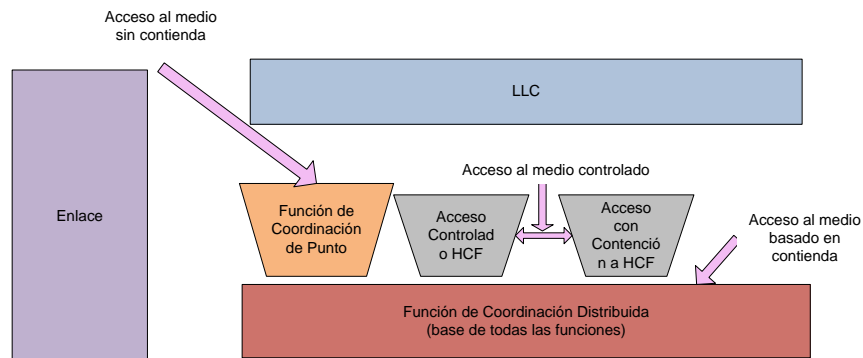 Acceso al medio
sin contienda
LLC
Enlace
Acceso al medio controlado
Función de
Coordinación
de Punto
Acceso
Controlad
o HCF
Acceso
con
Contenció
n a HCF
Acceso al medio
basado en
contienda
Función de Coordinación Distribuida
(base de todas las funciones)